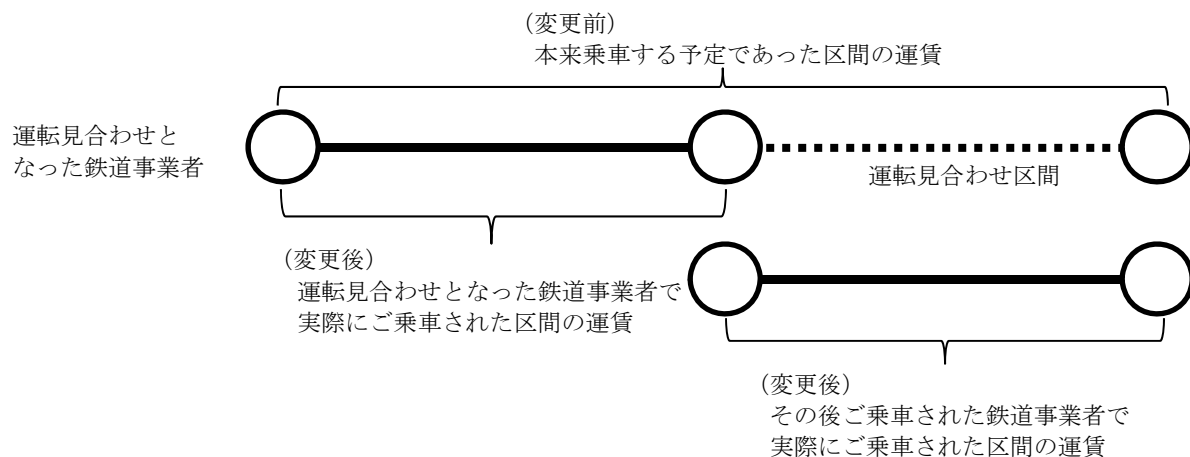 （変更前）
本来乗車する予定であった区間の運賃
運転見合わせと
なった鉄道事業者
運転見合わせ区間
（変更後）
運転見合わせとなった鉄道事業者で
実際にご乗車された区間の運賃
（変更後）
その後ご乗車された鉄道事業者で
実際にご乗車された区間の運賃